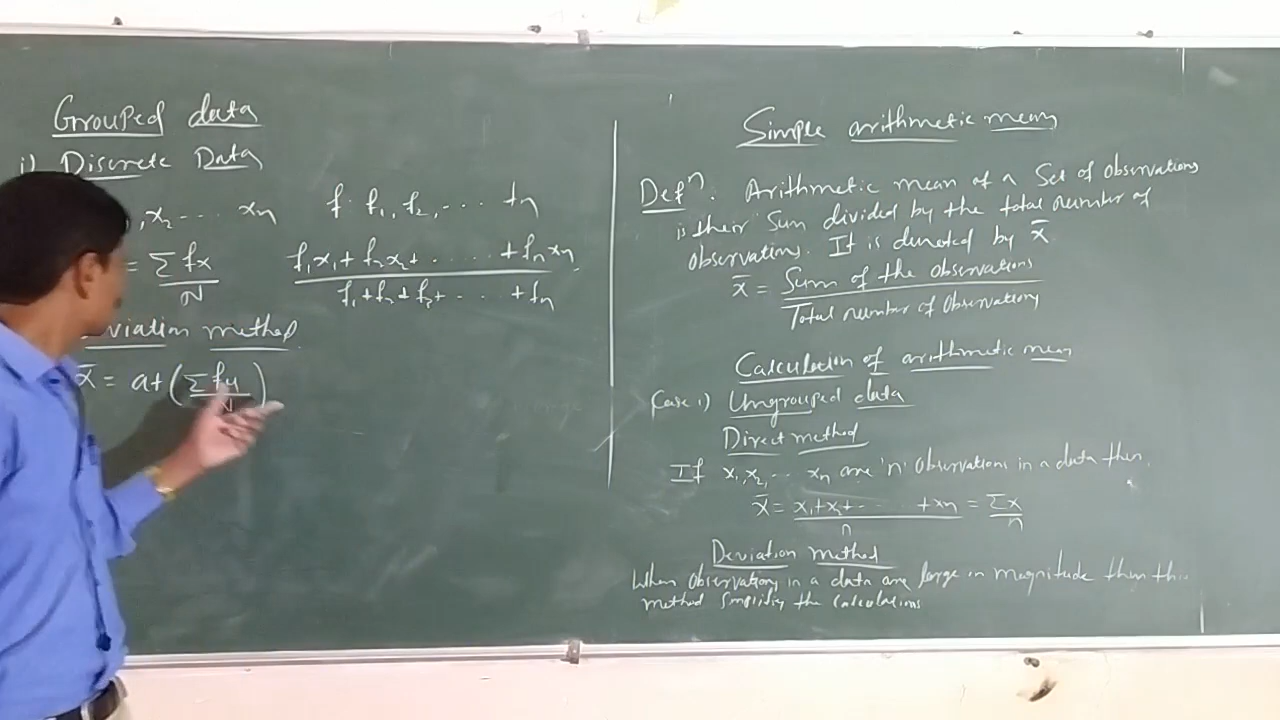 Grouped data
i) Discrete Data
x₂ ... xn f: f₁, f₂, .... fn
= Σfx / N f₁x₁+f₂x₂+......+fnxn / f₁+f₂+f₃+....+fn
viation method
x̄ = a+(Σfu / N)
Simple arithmetic mean
Defⁿ: Arithmetic mean of a Set of observations
is their sum divided by the total number of
observations. It is denoted by x̄
x̄ = Sum of the observations / Total number of observations
Calculation of arithmetic mean
Case 1) Ungrouped data
Direct method
If x₁,x₂,... xn are 'n' Observations in a data then.
x̄ = x₁+x₂+.....+xn / n = Σx / n
Deviation method
When observations in a data are large in magnitude then this
method simplify the calculations